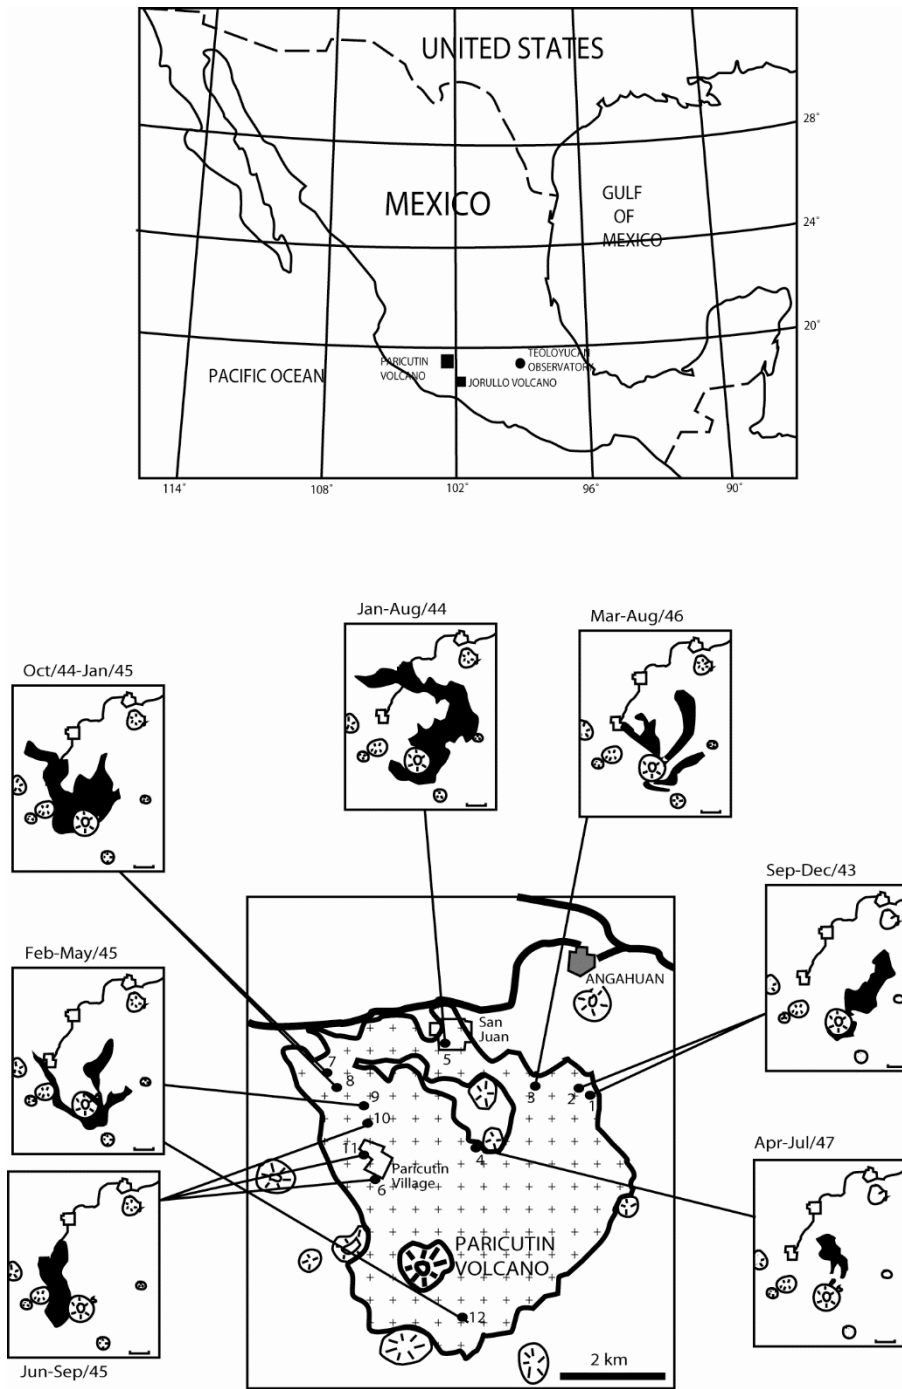 UNITED STATES
28°
MEXICO
GULF
OF
MEXICO
24°
20°
PARICUTIN
VOLCANO
TEOLOYUCAN
OBSERVATORY
PACIFIC OCEAN
JORULLO VOLCANO
114°
108°
102°
96°
90°
Jan-Aug/44
Mar-Aug/46
Oct/44-Jan/45
Sep-Dec/43
Feb-May/45
ANGAHUAN
San
Juan
5
7
8
3
2
1
9
10
11
4
Paricutin
Village
6
Apr-Jul/47
PARICUTIN
VOLCANO
12
2 km
Jun-Sep/45